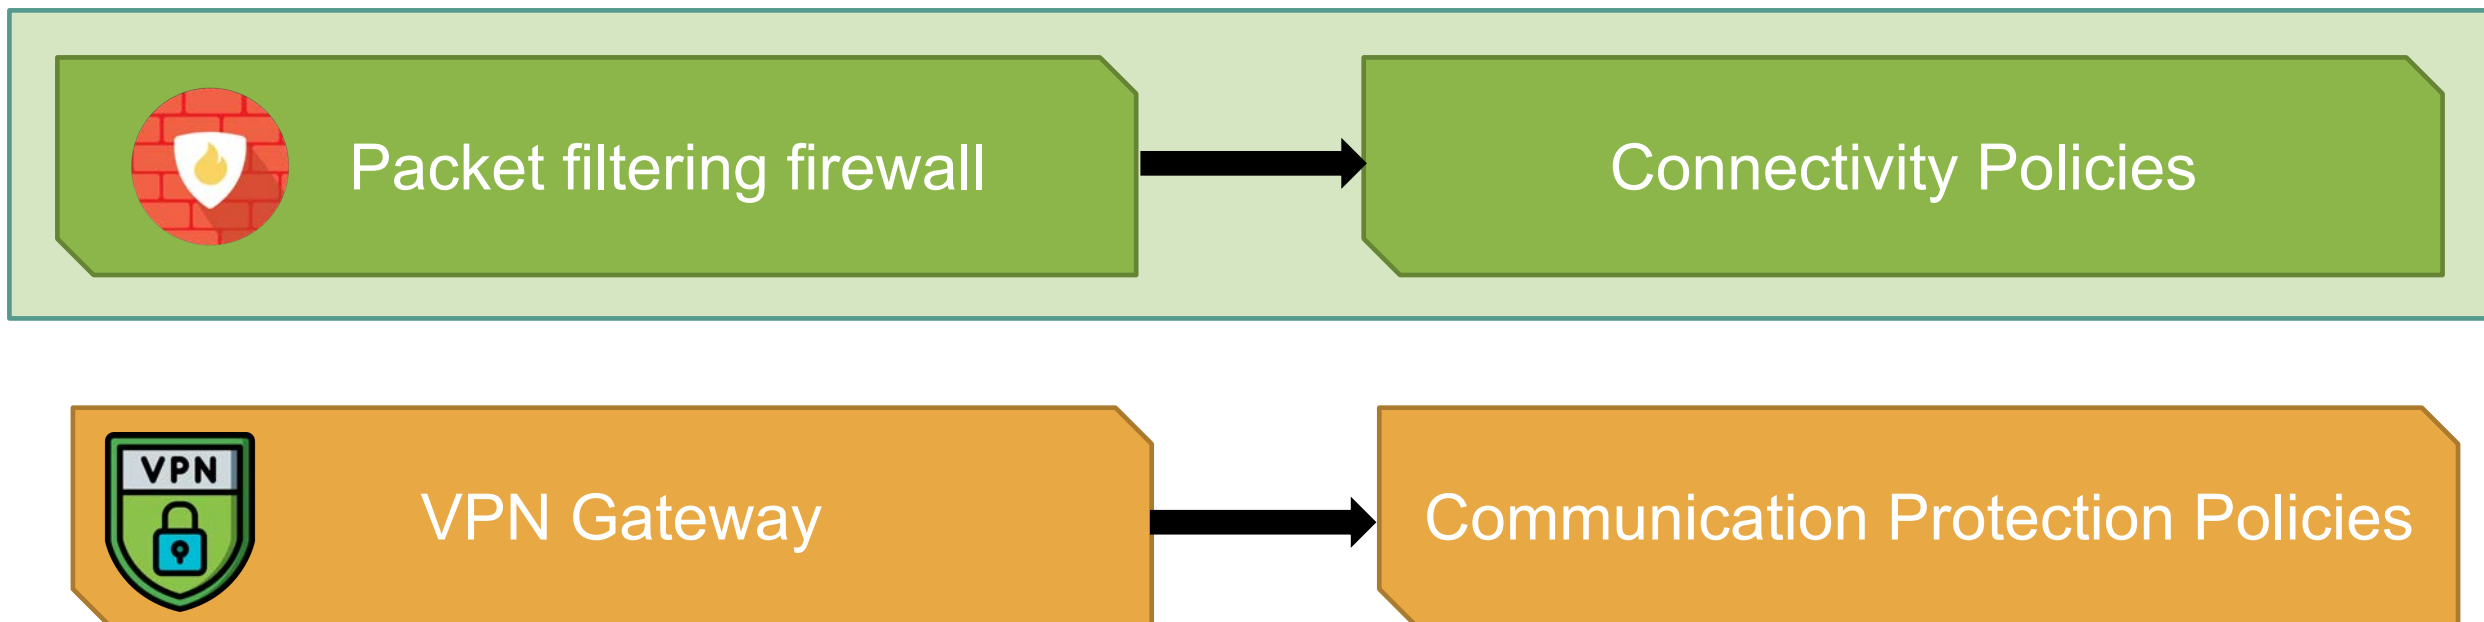 Packet filtering firewall
Connectivity Policies
VPN
VPN Gateway
Communication Protection Policies